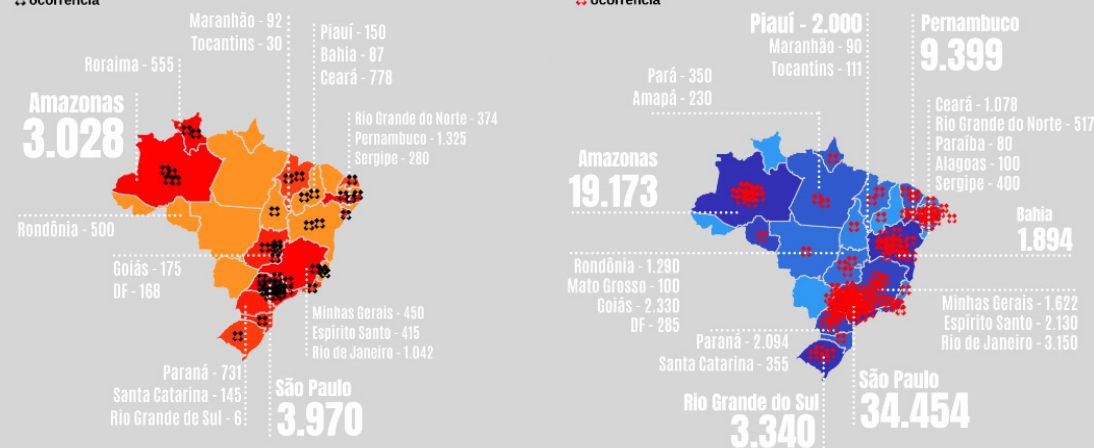 ocorrência
Maranhão - 92
Tocantins - 30
Piauí - 150
Bahia - 87
Ceará - 778
Roraima - 555
Amazonas
3.028
Rio Grande do Norte - 374
Pernambuco - 1.325
Sergipe - 280
Rondônia - 500
Goiás - 175
DF - 168
Minas Gerais - 450
Espírito Santo - 415
Rio de Janeiro - 1.042
Paraná - 731
Santa Catarina - 145
Rio Grande de Sul - 6
São Paulo
3.970
ocorrência
Piauí - 2.000
Maranhão - 90
Tocantins - 111
Pernambuco
9.399
Pará - 350
Amapá - 230
Ceará - 1.078
Rio Grande do Norte - 517
Paraíba - 80
Alagoas - 100
Sergipe - 400
Amazonas
19.173
Bahia
1.894
Rondônia - 1.290
Mato Grosso - 100
Goiás - 2.330
DF - 285
Minhas Gerais - 1.622
Espírito Santo - 2.130
Rio de Janeiro - 3.150
Paraná - 2.094
Santa Catarina - 355
São Paulo
34.454
Rio Grande do Sul
3.340